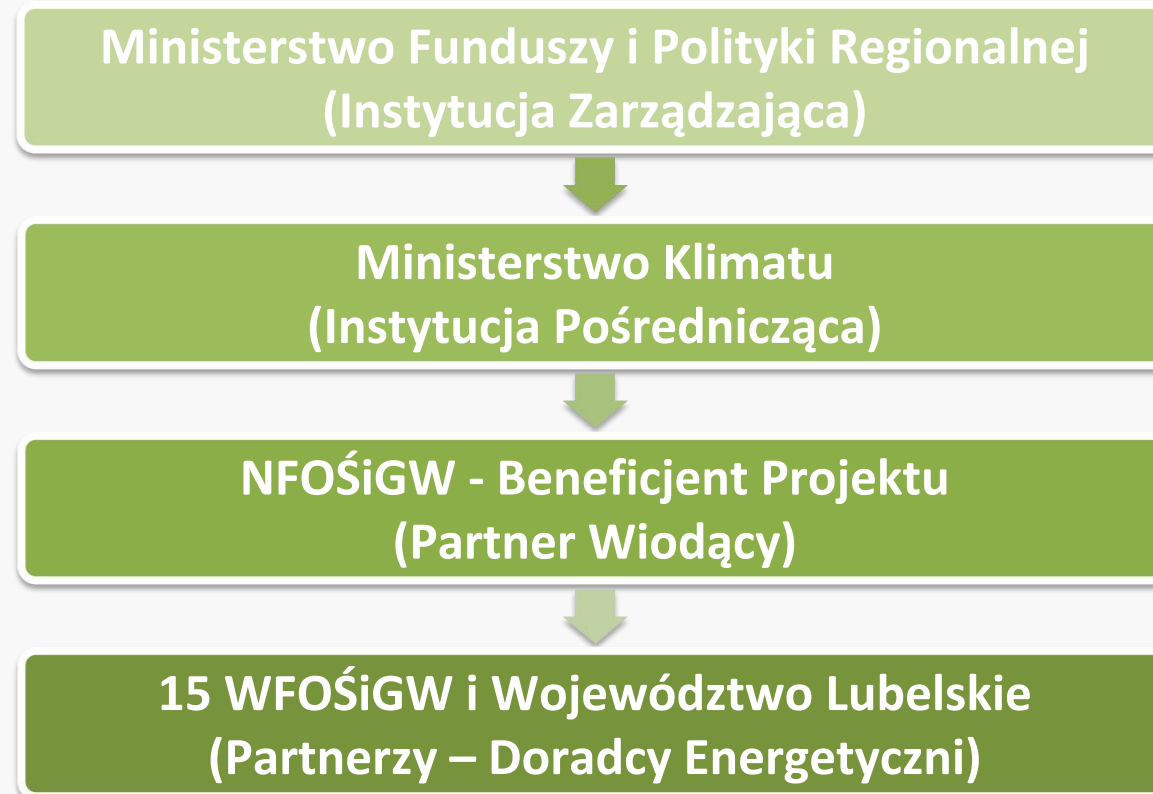 Ministerstwo Funduszy i Polityki Regionalnej
(Instytucja Zarządzająca)
Ministerstwo Klimatu
(Instytucja Pośrednicząca)
NFOŚiGW - Beneficjent Projektu
(Partner Wiodący)
15 WFOŚiGW i Województwo Lubelskie
(Partnerzy – Doradcy Energetyczni)